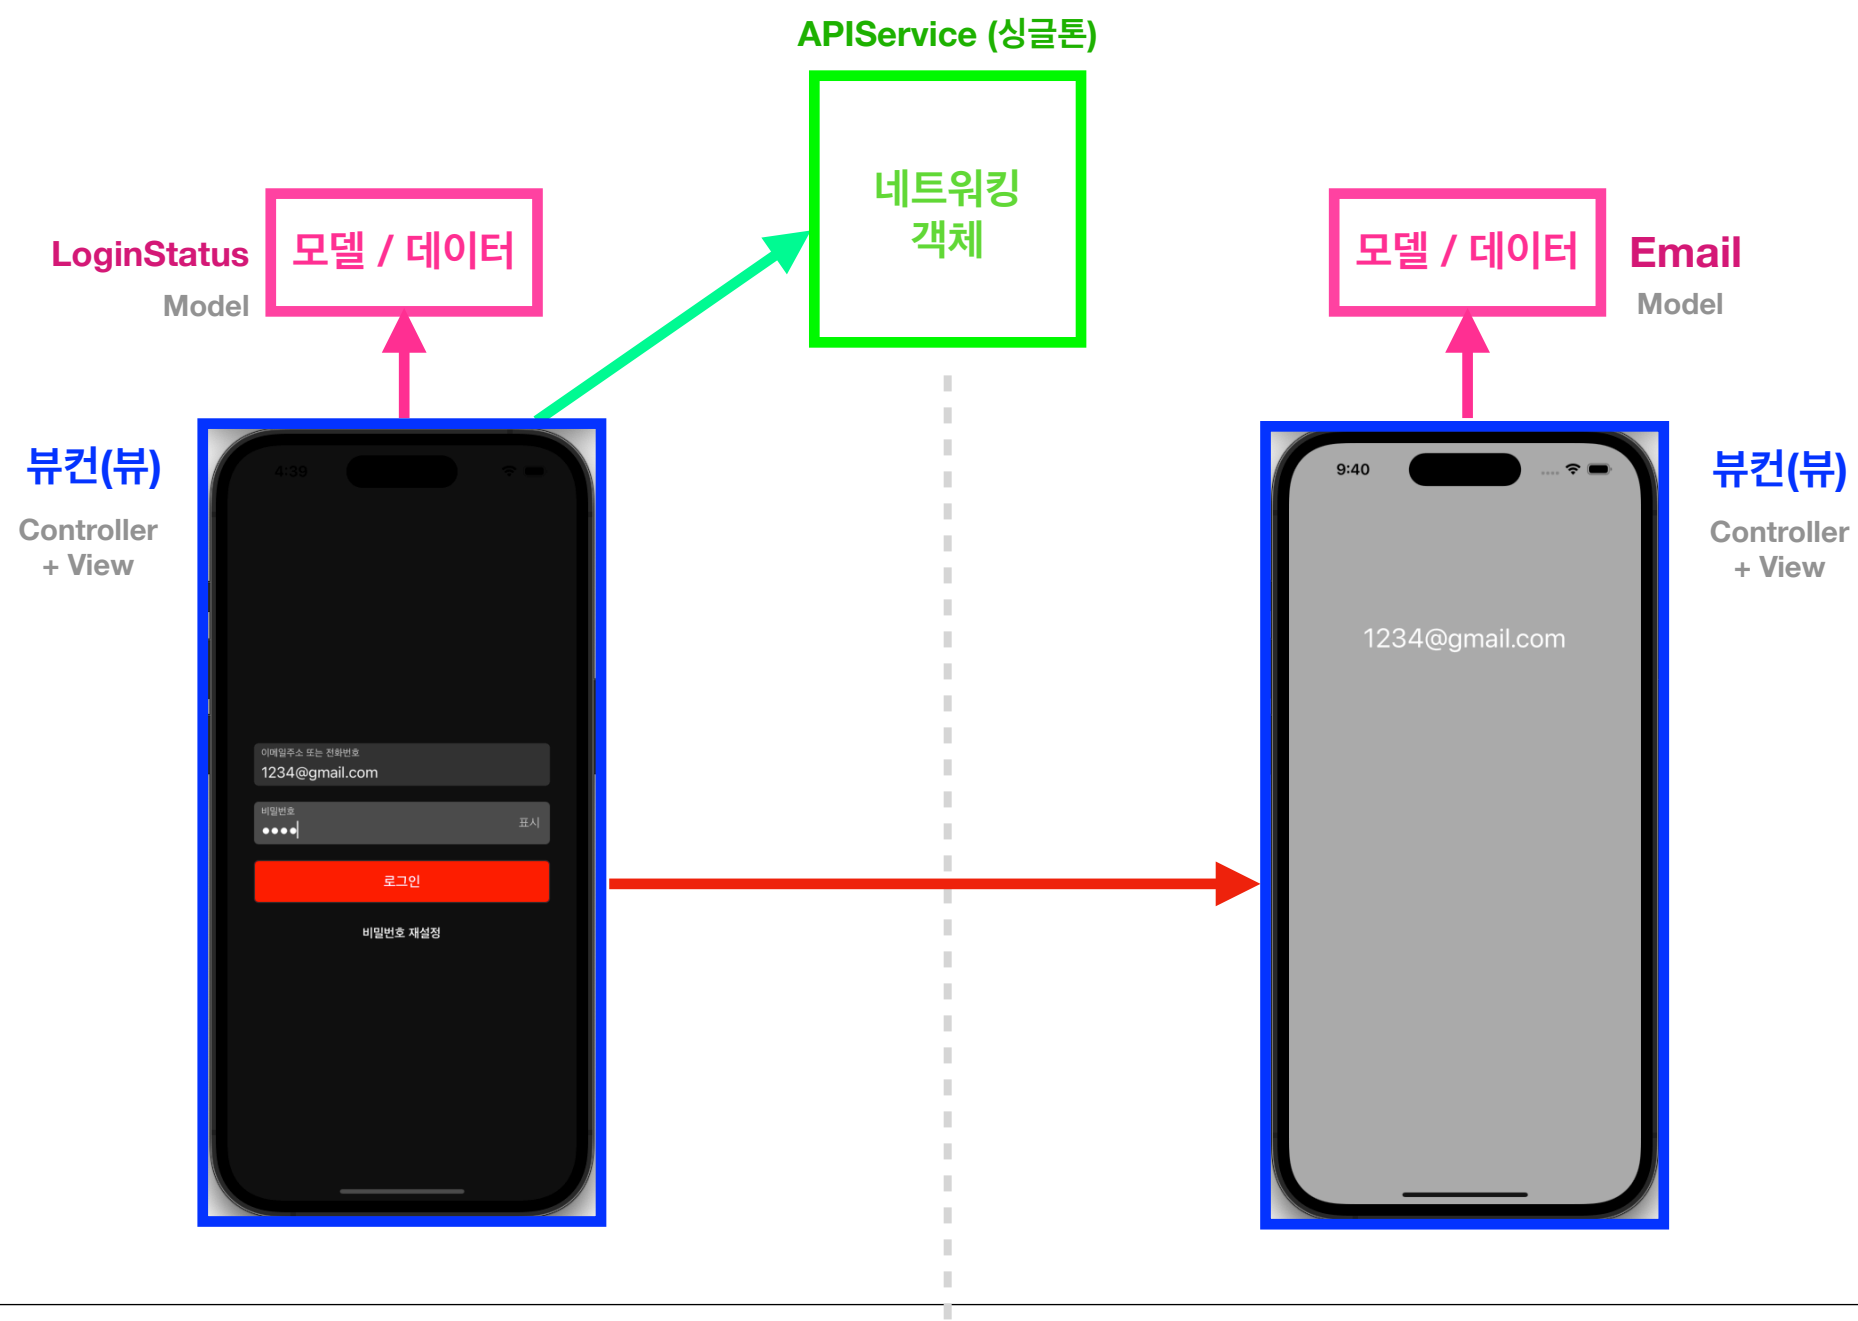 APIService (싱글톤)
네트워킹
객체
LoginStatus
Model
모델 / 데이터
모델 / 데이터
Email
Model
뷰컨(뷰)
Controller
+ View
4:39
이메일주소 또는 전화번호
1234@gmail.com
비밀번호
표시
로그인
비밀번호 재설정
9:40
1234@gmail.com
뷰컨(뷰)
Controller
+ View